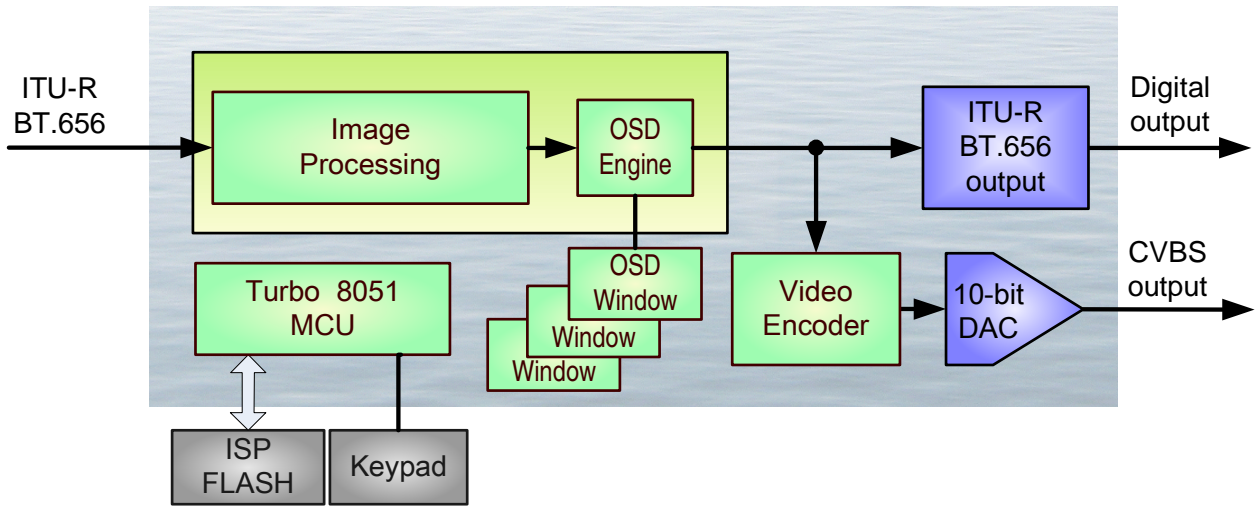 ITU-R
BT.656
Image
Processing
OSD
Engine
ITU-R
BT.656
output
Digital
output
OSD
Window
Window
Window
Turbo 8051
MCU
Video
Encoder
10-bit
DAC
CVBS
output
ISP
FLASH
Keypad